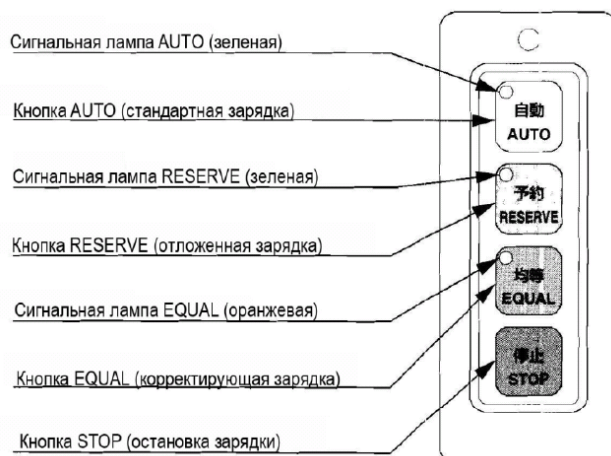 Сигнальная лампа AUTO (зеленая)
Кнопка AUTO (стандартная зарядка)
Сигнальная лампа RESERVE (зеленая)
Кнопка RESERVE (отложенная зарядка)
Сигнальная лампа EQUAL (оранжевая)
Кнопка EQUAL (корректирующая зарядка)
Кнопка STOP (остановка зарядки)
自動
AUTO
予約
RESERVE
均等
EQUAL
停止
STOP